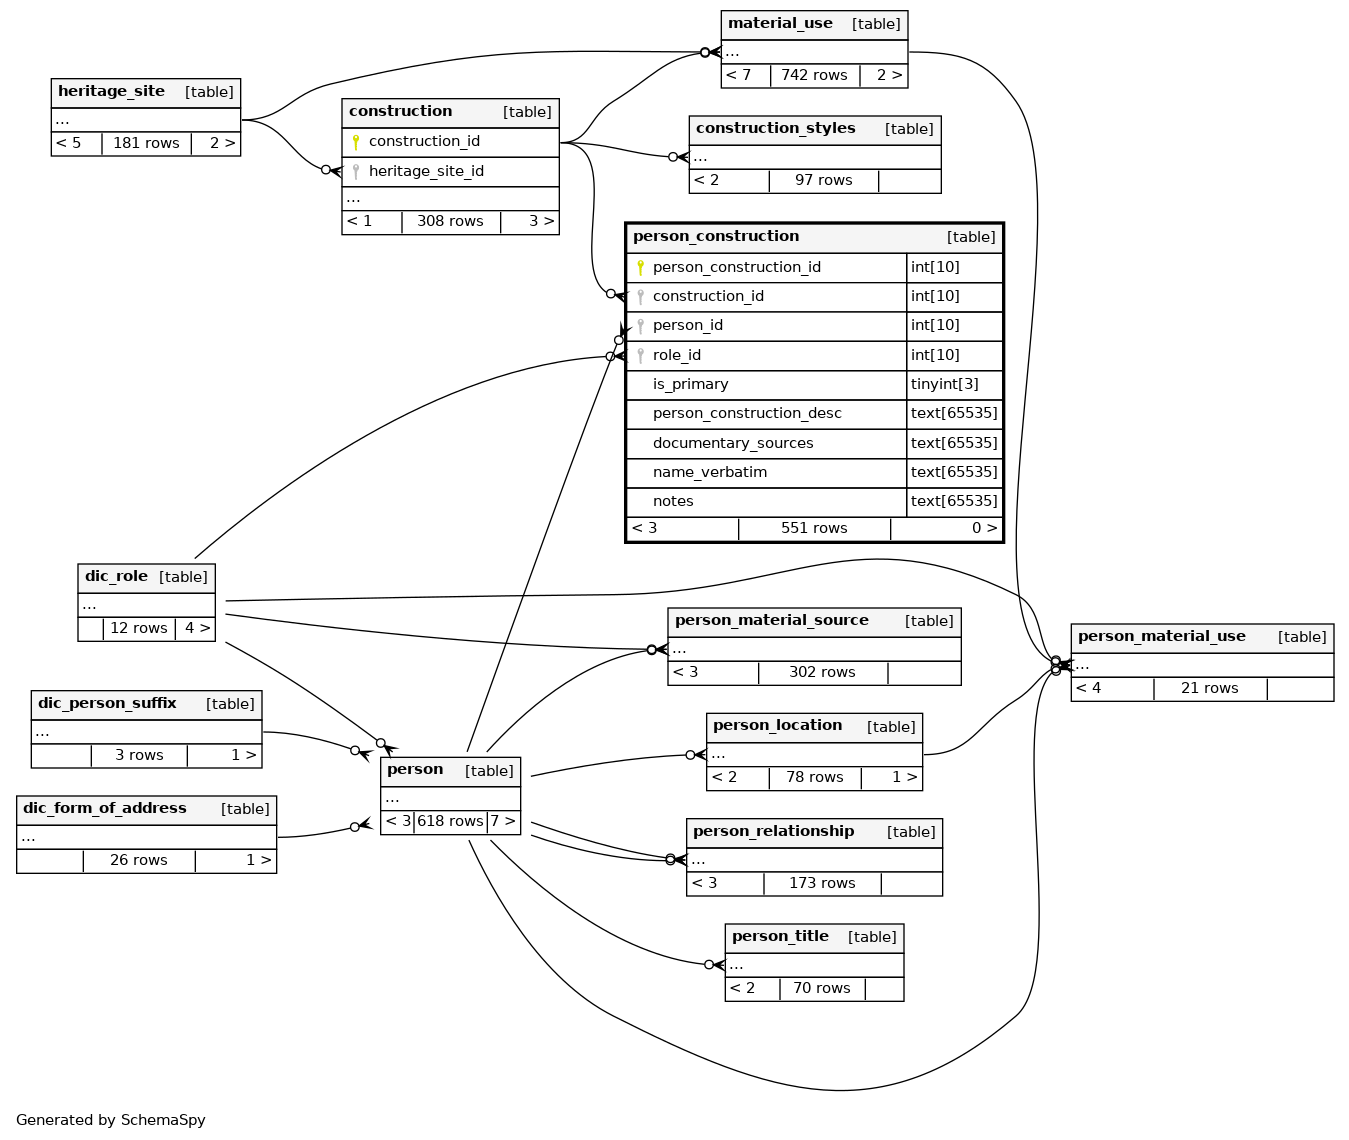 material_use [table]
...
< 7 742 rows 2 >
heritage_site [table]
...
< 5 181 rows 2 >
construction [table]
construction_id
heritage_site_id
...
< 1 308 rows 3 >
construction_styles [table]
...
< 2 97 rows
person_construction [table]
person_construction_id int[10]
construction_id int[10]
person_id int[10]
role_id int[10]
is_primary tinyint[3]
person_construction_desc text[65535]
documentary_sources text[65535]
name_verbatim text[65535]
notes text[65535]
< 3 551 rows 0 >
dic_role [table]
...
12 rows 4 >
person_material_source [table]
...
< 3 302 rows
person_material_use [table]
...
< 4 21 rows
dic_person_suffix [table]
...
3 rows 1 >
person_location [table]
...
< 2 78 rows 1 >
person [table]
...
< 3 618 rows 7 >
dic_form_of_address [table]
...
26 rows 1 >
person_relationship [table]
...
< 3 173 rows
person_title [table]
...
< 2 70 rows
Generated by SchemaSpy